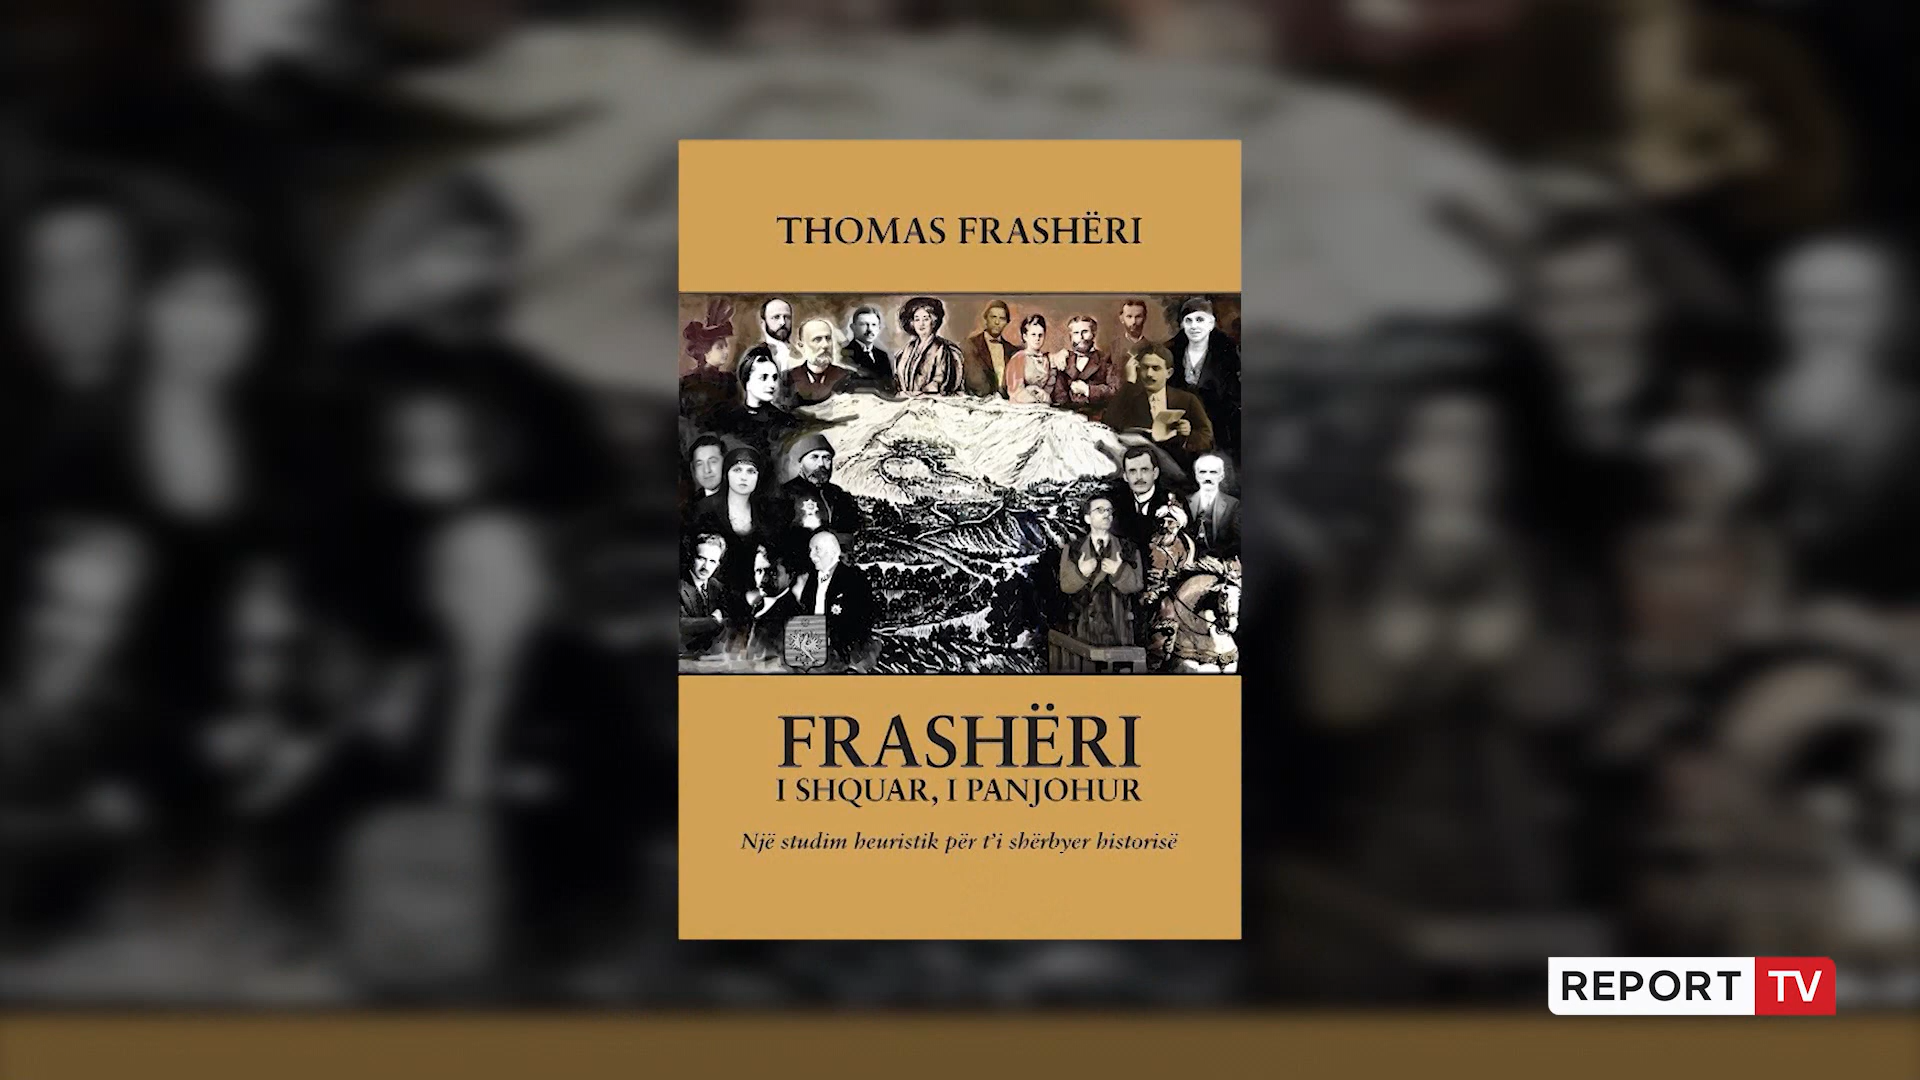 THOMAS FRASHËRI
FRASHËRI
I SHQUAR, I PANJOHUR
Një studim heuristik për t'i shërbyer historisë
REPORT TV